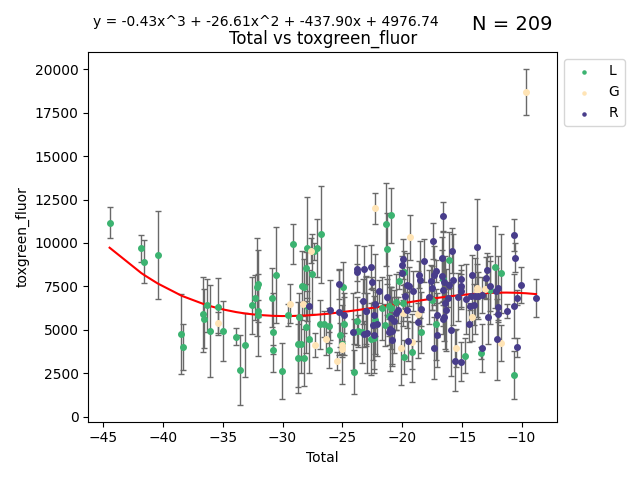 y = -0.43x^3 + -26.61x^2 + -437.90x + 4976.74
N = 209
Total vs toxgreen_fluor
20000
17500
15000
12500
10000
7500
5000
2500
0
toxgreen_fluor
−45
−40
−35
−30
−25
−20
−15
−10
Total
L
G
R